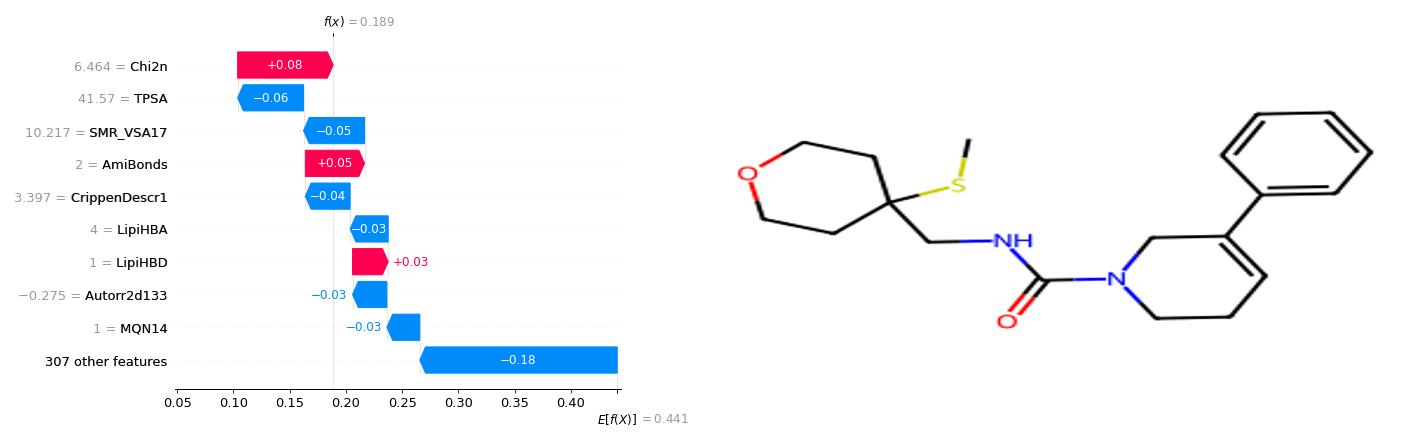 f(x) = 0.189
6.464 = Chi2n
+0.08
41.57 = TPSA
−0.06
10.217 = SMR_VSA17
−0.05
2 = AmiBonds
+0.05
3.397 = CrippenDescr1
−0.04
4 = LipiHBA
−0.03
1 = LipiHBD
+0.03
−0.275 = Autorr2d133
−0.03
1 = MQN14
−0.03
307 other features
−0.18
0.05 0.10 0.15 0.20 0.25 0.30 0.35 0.40
E[f(X)] = 0.441
O
S
NH
N
O